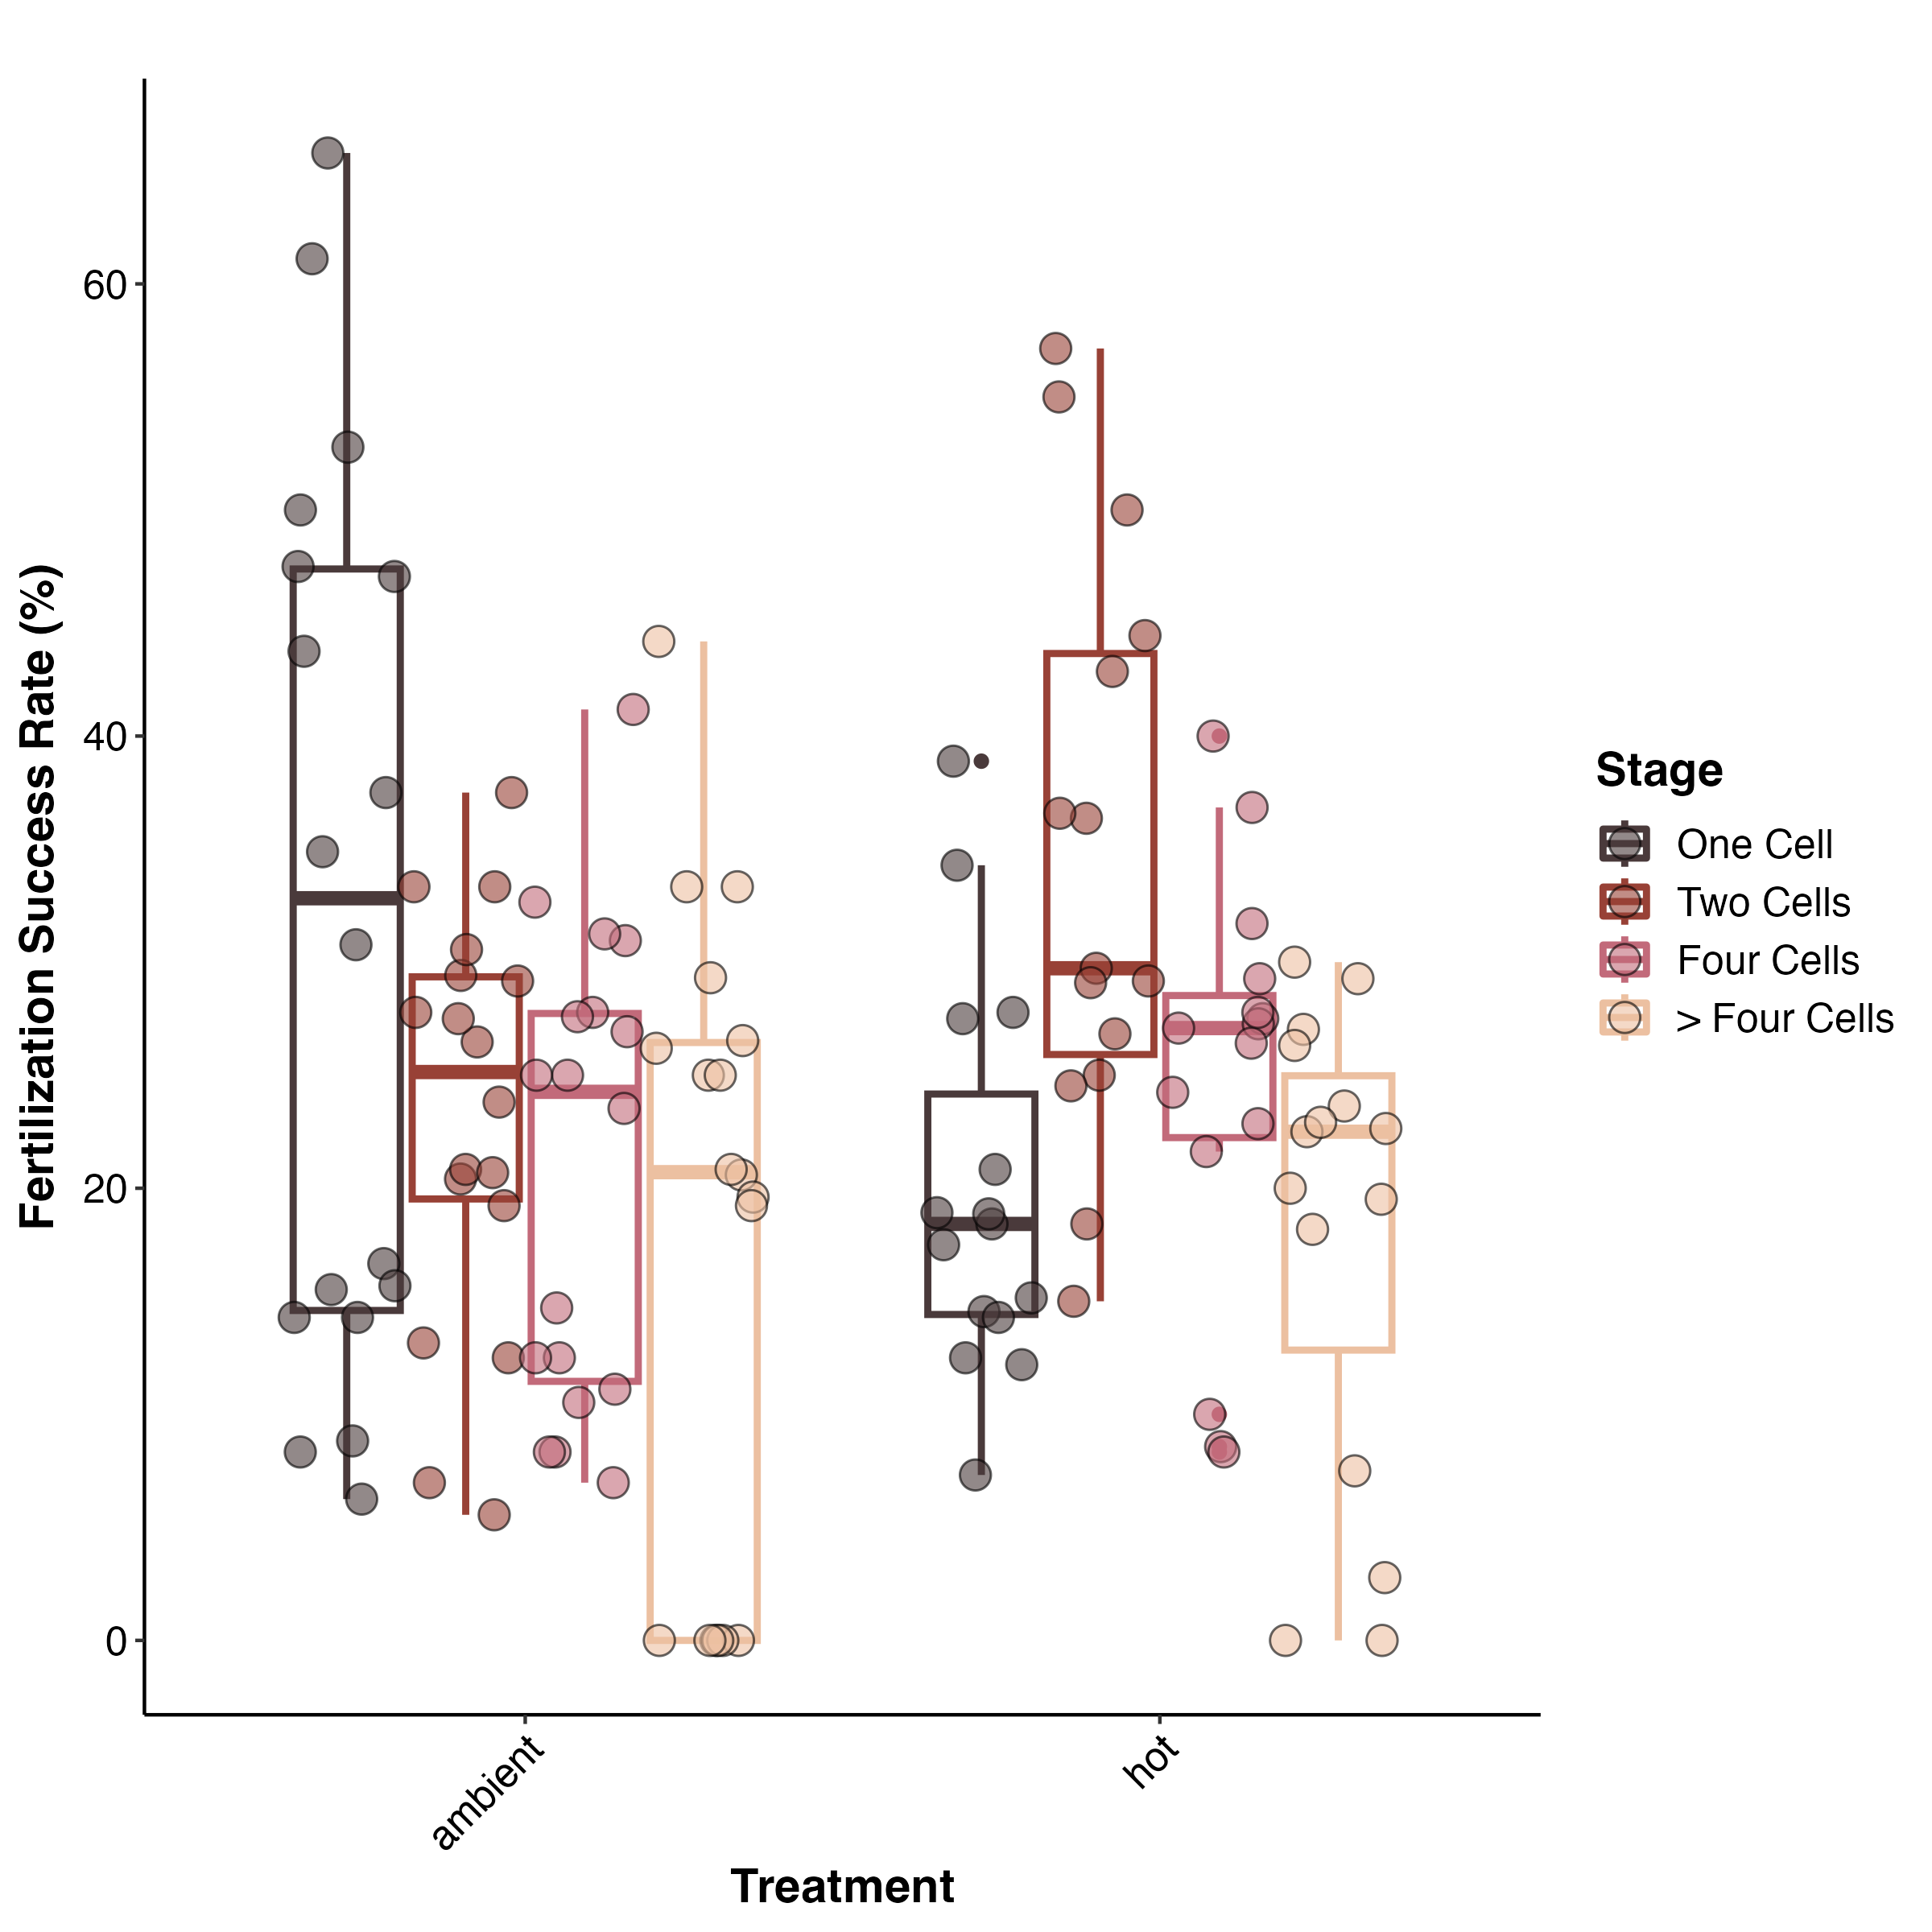 Fertilization Success Rate (%)
60
40
20
0
ambient
hot
Treatment
Stage
One Cell
Two Cells
Four Cells
> Four Cells